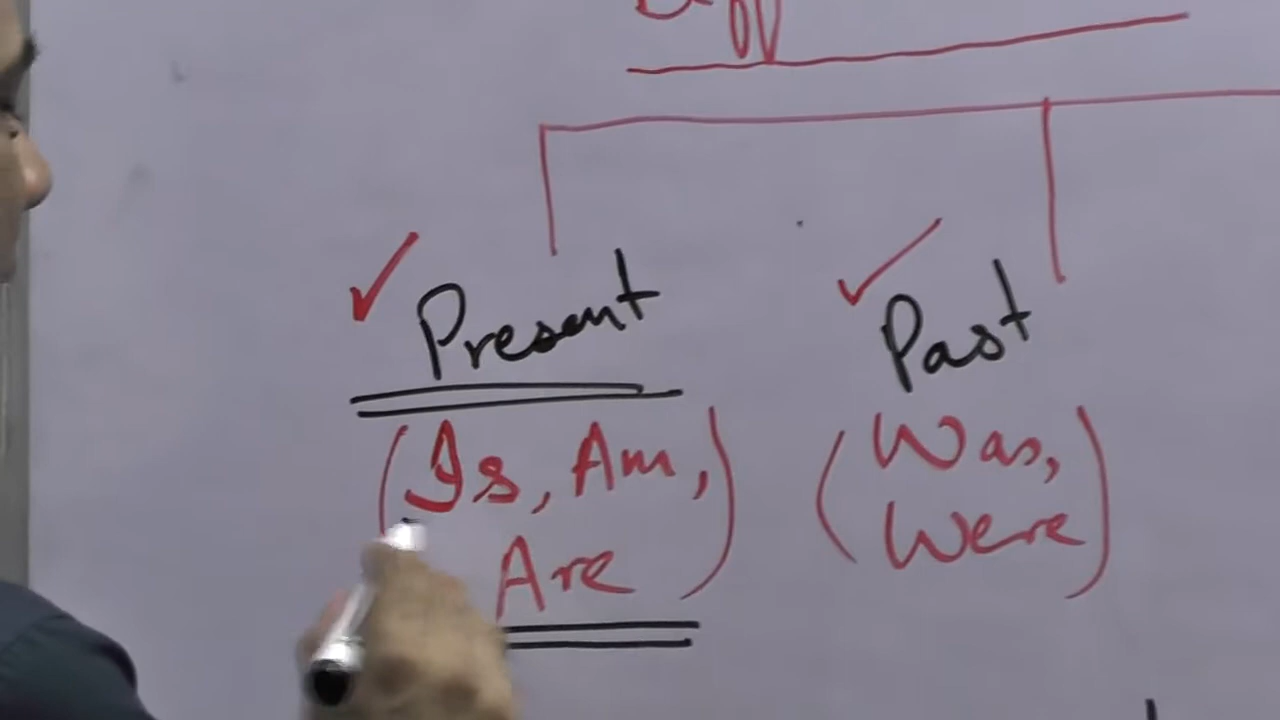 Present
(Is, Am,
Are)
Past
(Was,
Were)